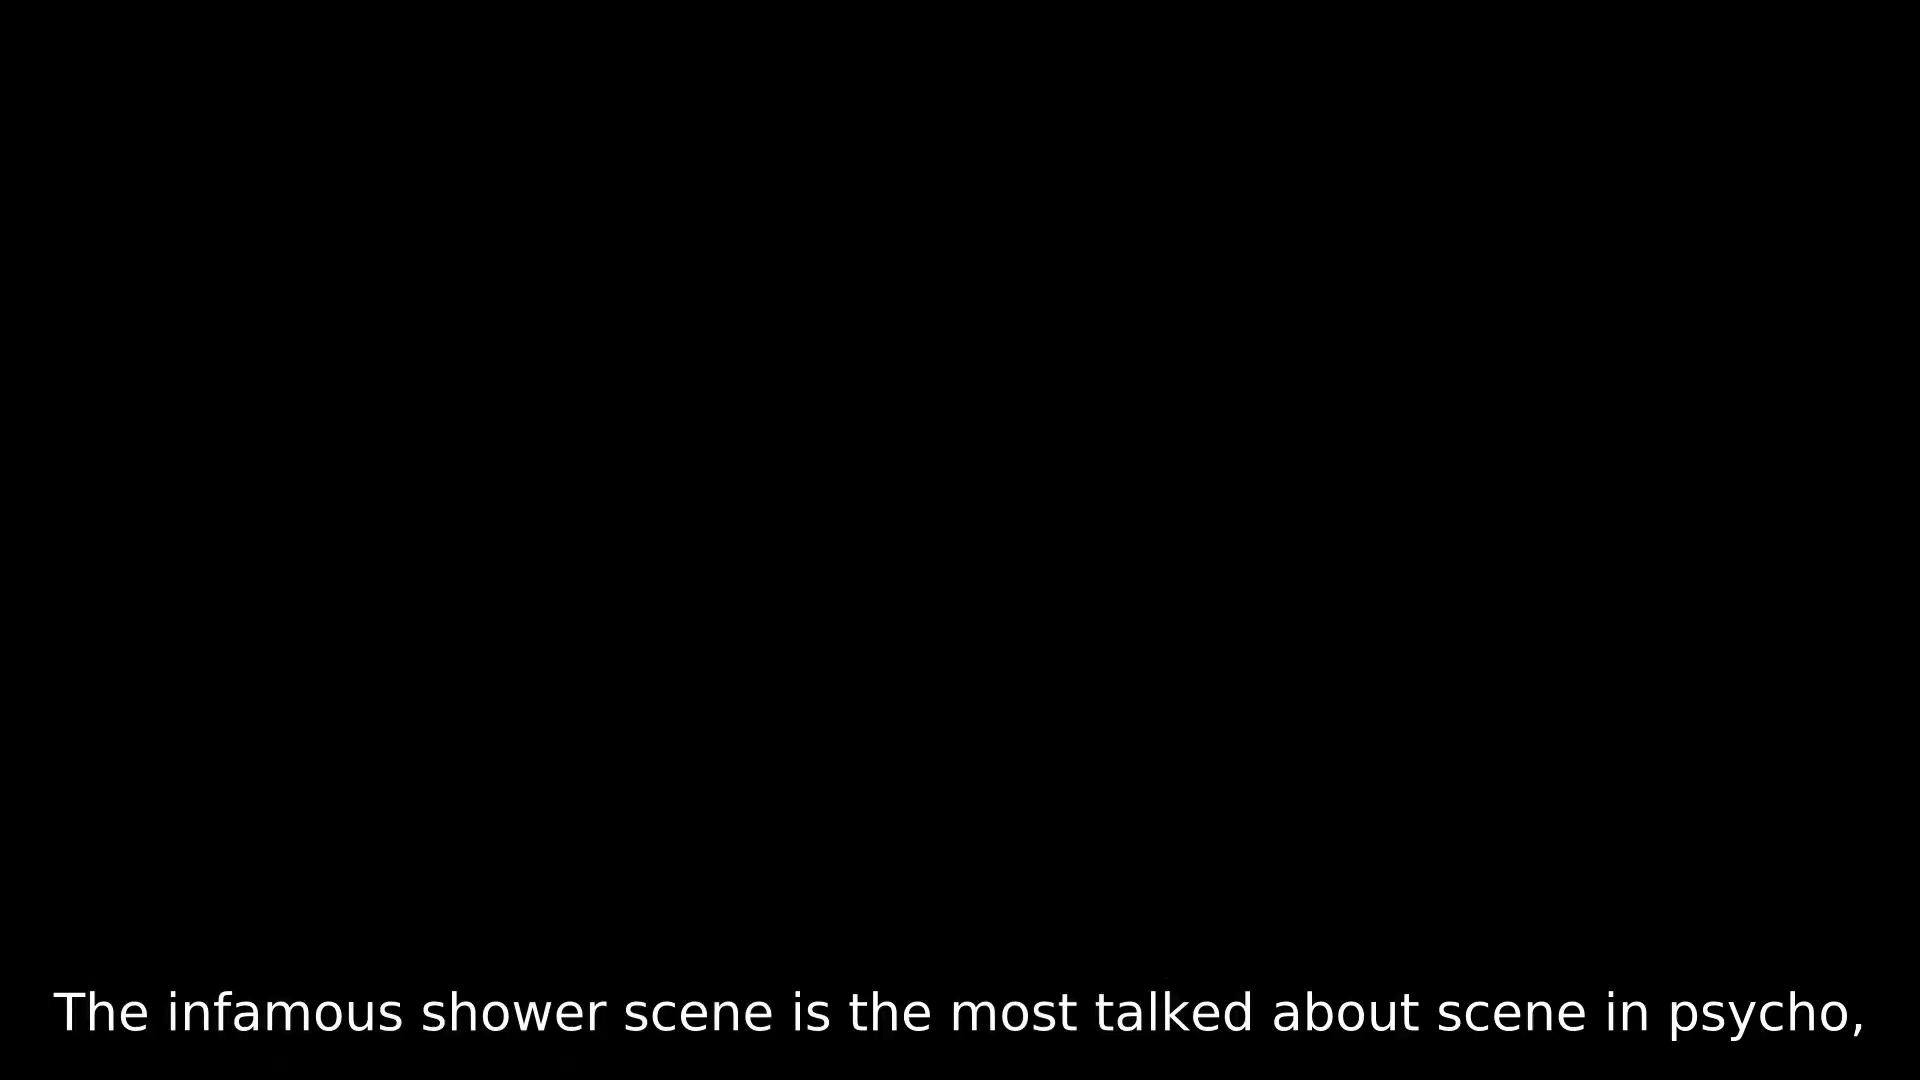 The infamous shower scene is the most talked about scene in psycho,